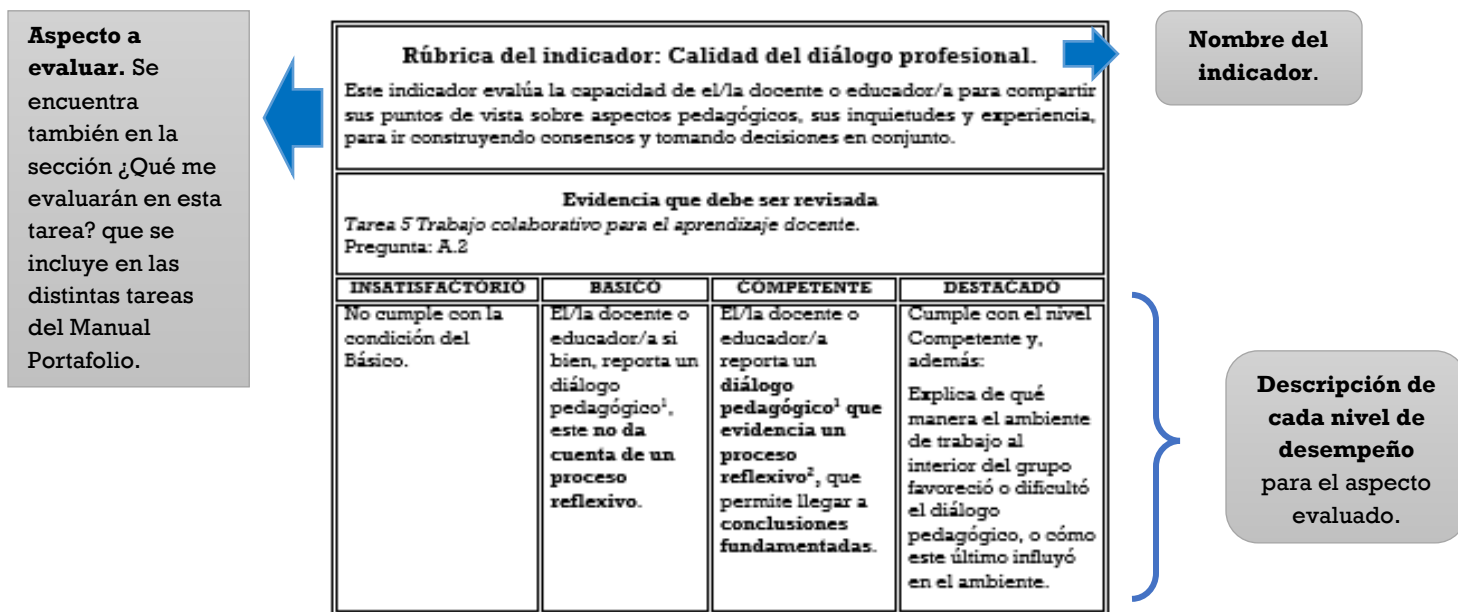 Aspecto a
evaluar. Se
encuentra
también en la
sección ¿Qué me
evaluarán en esta
tarea? que se
incluye en las
distintas tareas
del Manual
Portafolio.
Rúbrica del indicador: Calidad del diálogo profesional.
Este indicador evalúa la capacidad de el/la docente o educador/a para compartir
sus puntos de vista sobre aspectos pedagógicos, sus inquietudes y experiencia,
para ir construyendo consensos y tomando decisiones en conjunto.
Nombre del
indicador.
Evidencia que debe ser revisada
Tarea 5 Trabajo colaborativo para el aprendizaje docente.
Pregunta: A.2
INSATISFACTORIO
No cumple con la
condición del
Básico.
BASICO
El/la docente o
educador/a si
bien, reporta un
diálogo
pedagógico¹,
este no da
cuenta de un
proceso
reflexivo.
COMPETENTE
El/la docente o
educador/a
reporta un
diálogo
pedagógico¹ que
evidencia un
proceso
reflexivo², que
permite llegar a
conclusiones
fundamentadas.
DESTACADO
Cumple con el nivel
Competente y,
además:
Explica de qué
manera el ambiente
de trabajo al
interior del grupo
favoreció o dificultó
el diálogo
pedagógico, o cómo
este último influyó
en el ambiente.
Descripción de
cada nivel de
desempeño
para el aspecto
evaluado.